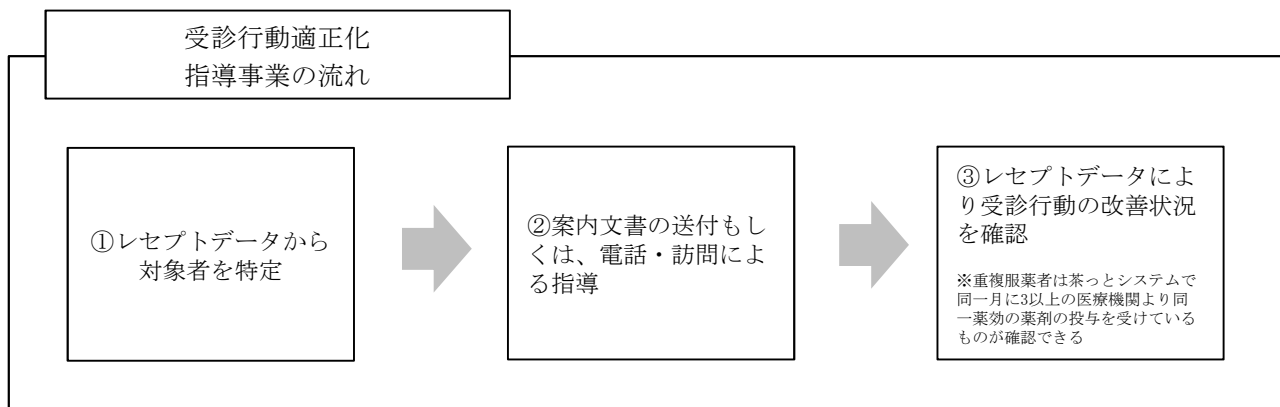 受診行動適正化
指導事業の流れ
①レセプトデータから
対象者を特定
②案内文書の送付もし
くは、電話・訪問によ
る指導
③レセプトデータによ
り受診行動の改善状況
を確認
※重複服薬者は茶っとシステムで
同一月に3以上の医療機関より同
一薬効の薬剤の投与を受けている
ものが確認できる